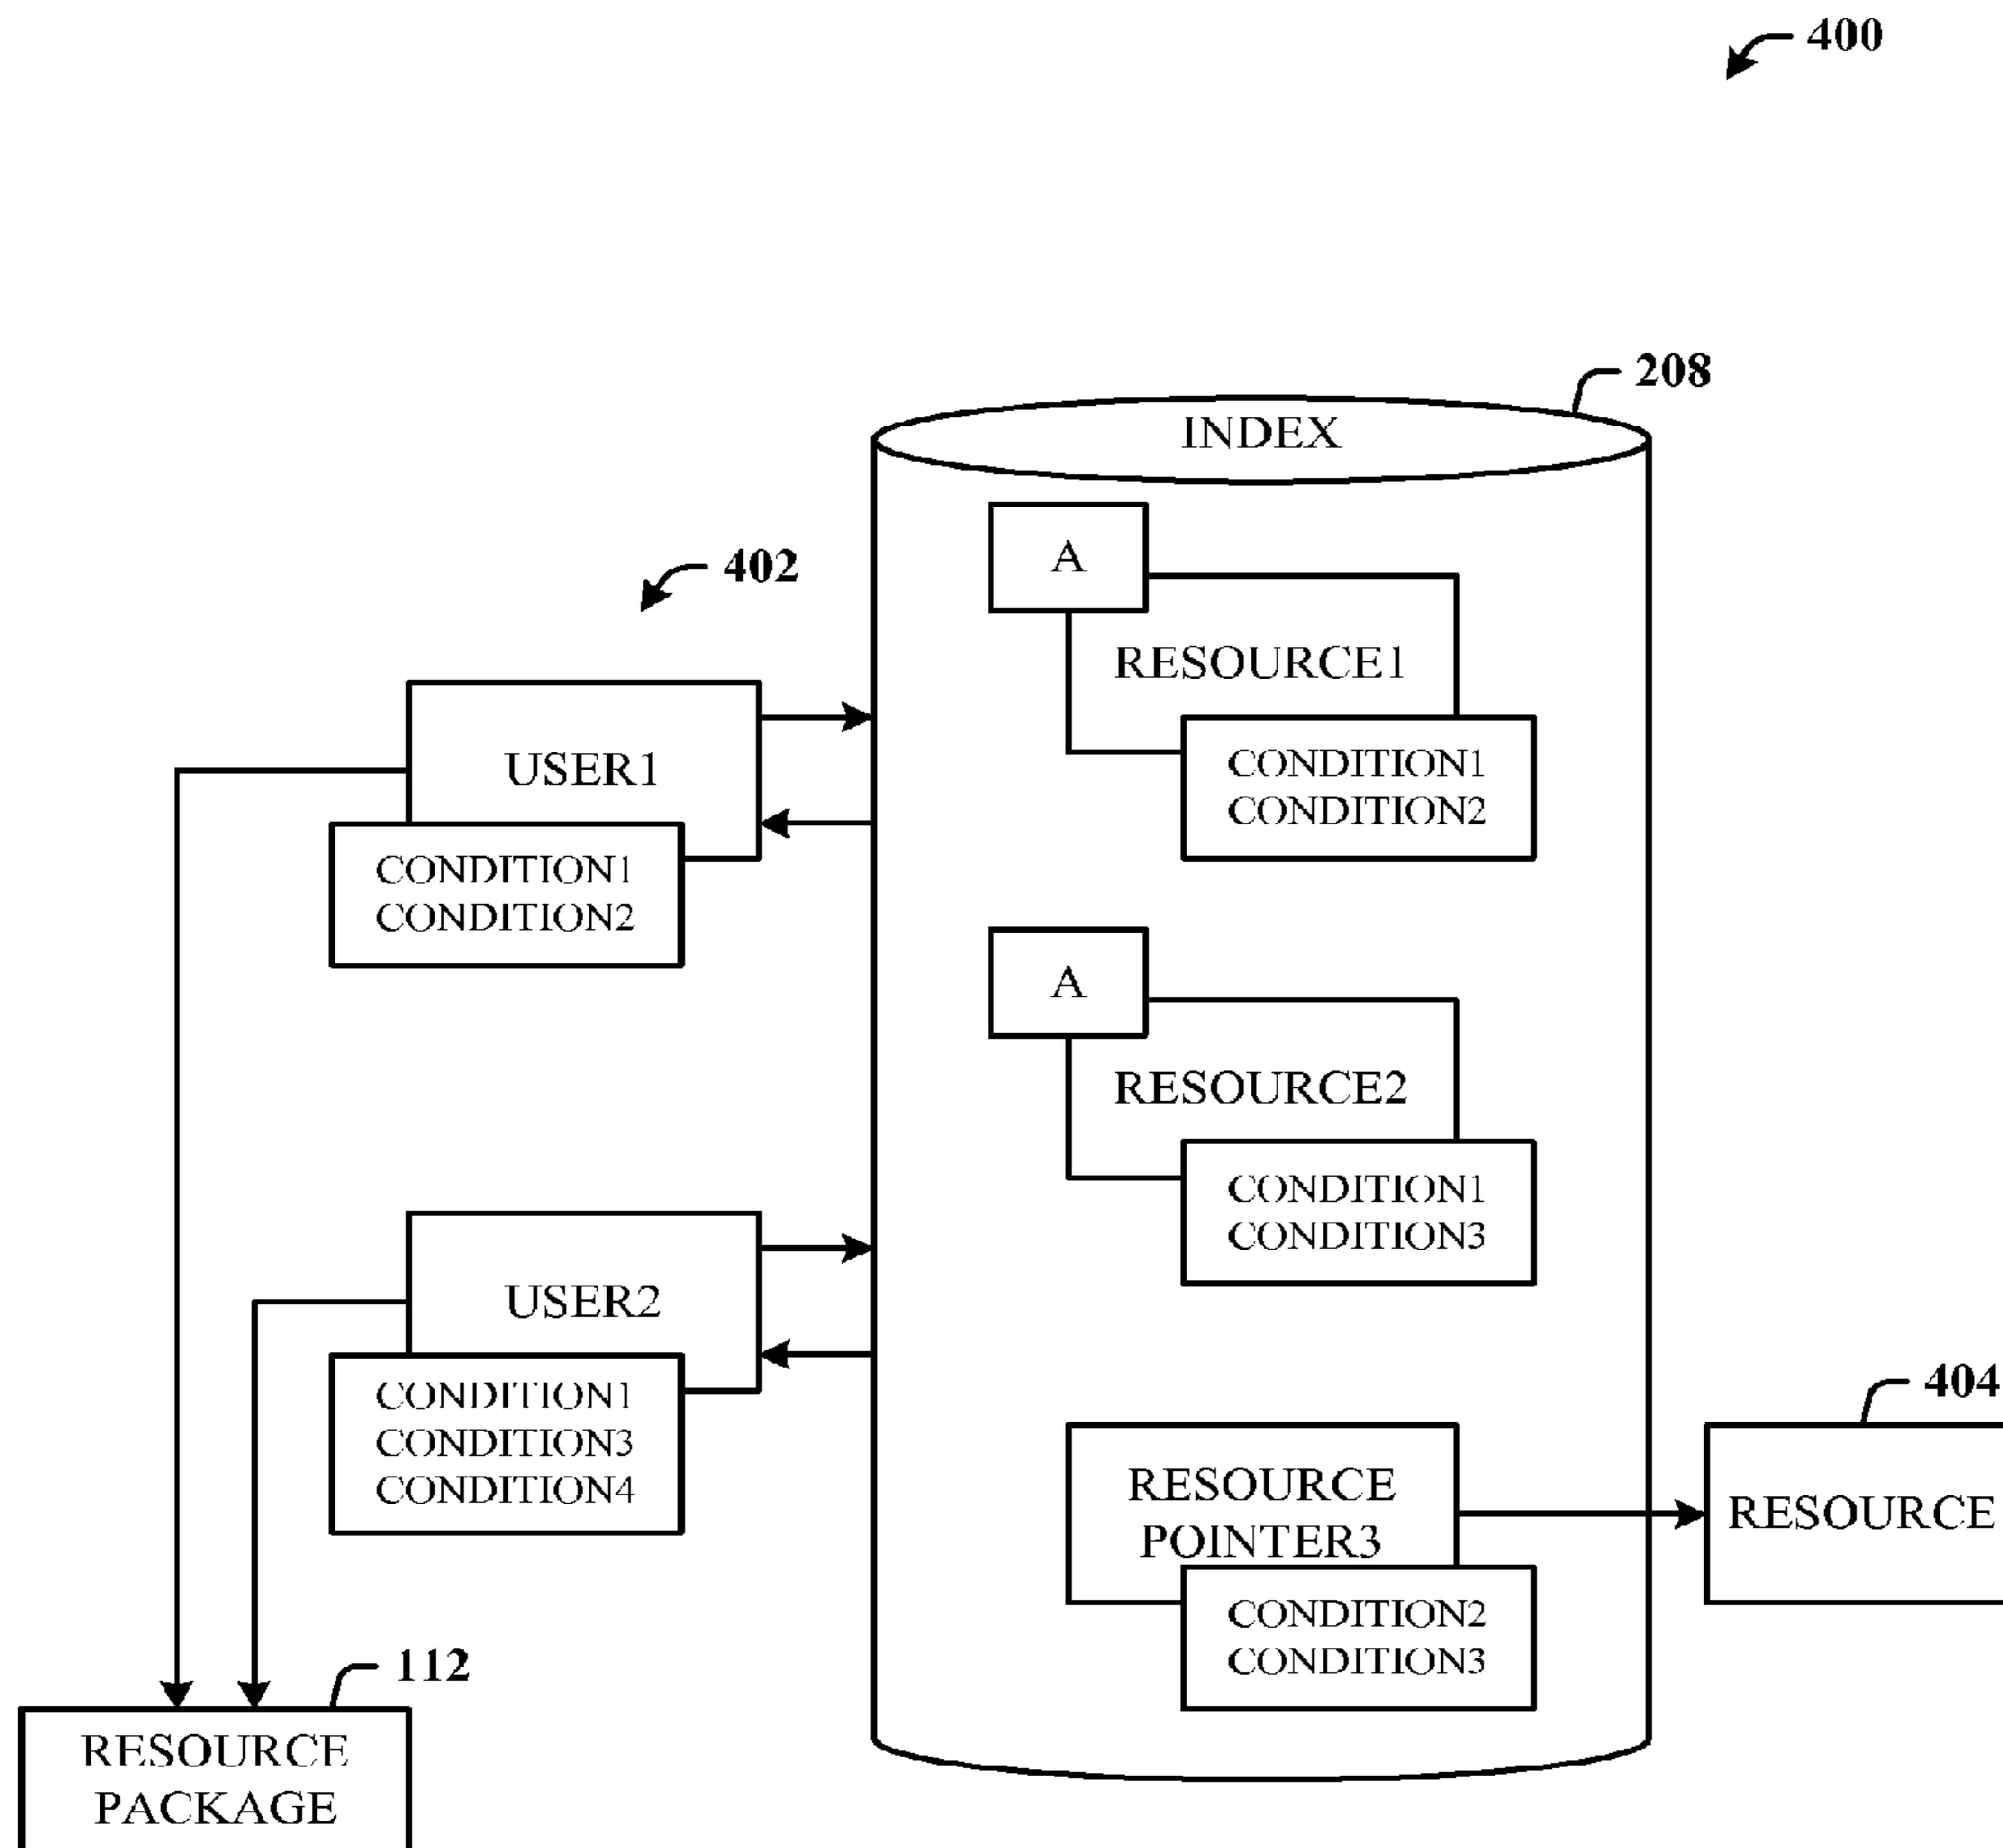 400
208
INDEX
A
RESOURCE1
CONDITION1
CONDITION2
402
USER1
CONDITION1
CONDITION2
A
RESOURCE2
CONDITION1
CONDITION3
USER2
CONDITION1
CONDITION3
CONDITION4
RESOURCE
POINTER3
CONDITION2
CONDITION3
404
RESOURCE
112
RESOURCE
PACKAGE